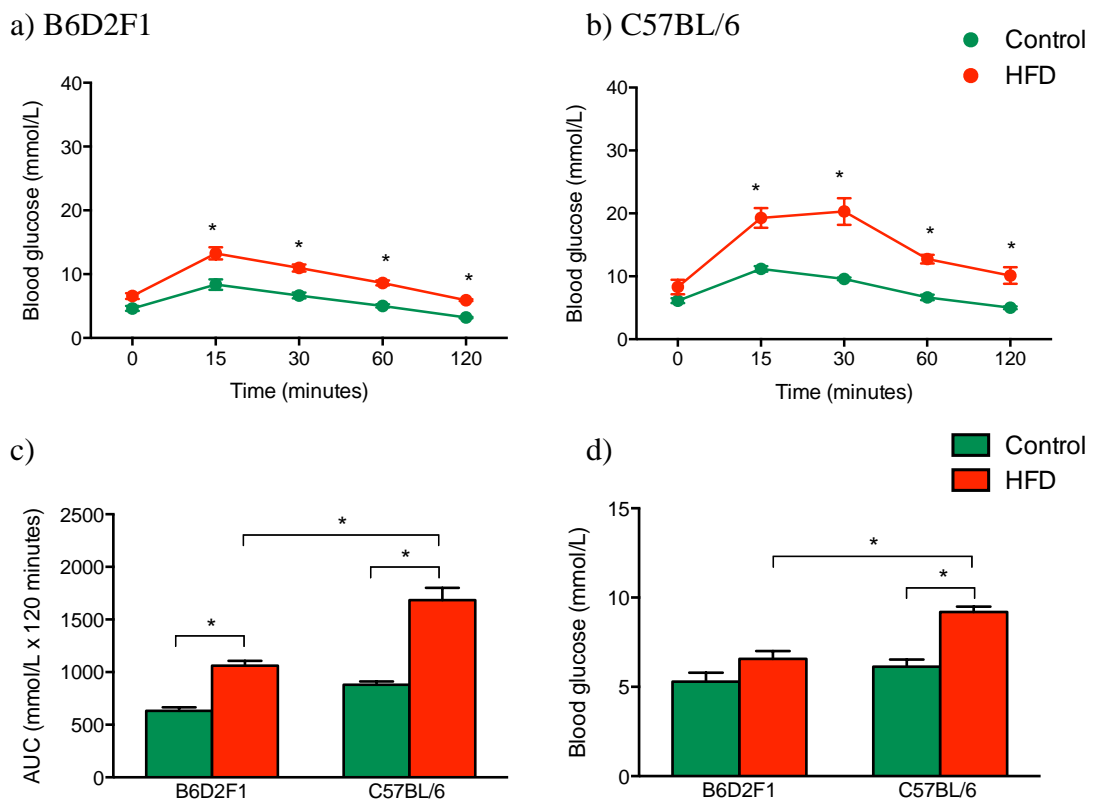 a) B6D2F1
b) C57BL/6
Control
HFD
Blood glucose (mmol/L)
40
30
20
10
0
* * * *
0 15 30 60 120
Time (minutes)
Blood glucose (mmol/L)
40
30
20
10
0
* * * *
0 15 30 60 120
Time (minutes)
c)
AUC (mmol/L x 120 minutes)
2500
2000
1500
1000
500
0
*
*
*
B6D2F1 C57BL/6
d)
Control
HFD
Blood glucose (mmol/L)
15
10
5
0
*
*
B6D2F1 C57BL/6